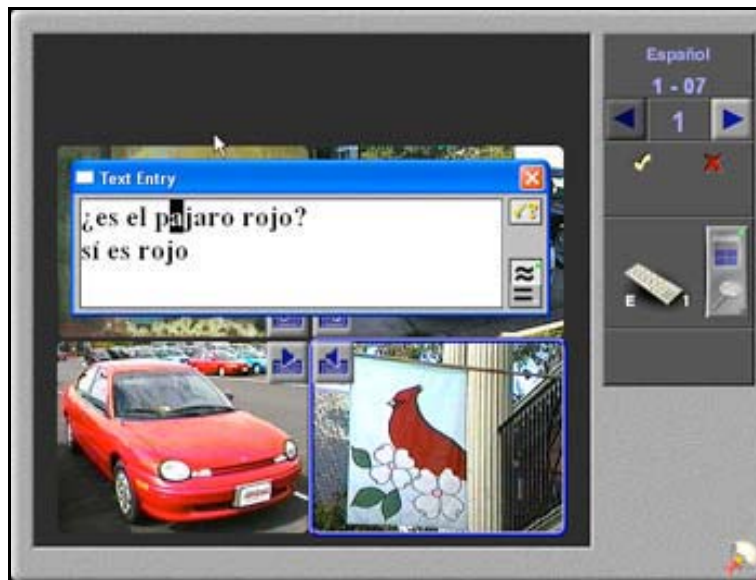 Español
1 - 07
1
Text Entry
¿es el pajaro rojo?
sí es rojo
E 1